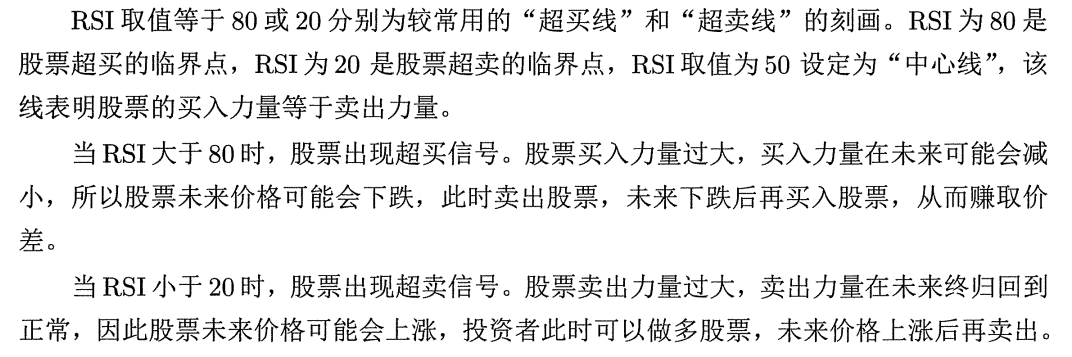 RSI 取值等于 80 或 20 分别为较常用的“超买线”和“超卖线”的刻画。RSI 为 80 是
股票超买的临界点，RSI 为 20 是股票超卖的临界点，RSI 取值为 50 设定为“中心线”，该
线表明股票的买入力量等于卖出力量。
当 RSI 大于 80 时，股票出现超买信号。股票买入力量过大，买入力量在未来可能会减
小，所以股票未来价格可能会下跌，此时卖出股票，未来下跌后再买入股票，从而赚取价
差。
当 RSI 小于 20 时，股票出现超卖信号。股票卖出力量过大，卖出力量在未来终归回到
正常，因此股票未来价格可能会上涨，投资者此时可以做多股票，未来价格上涨后再卖出。